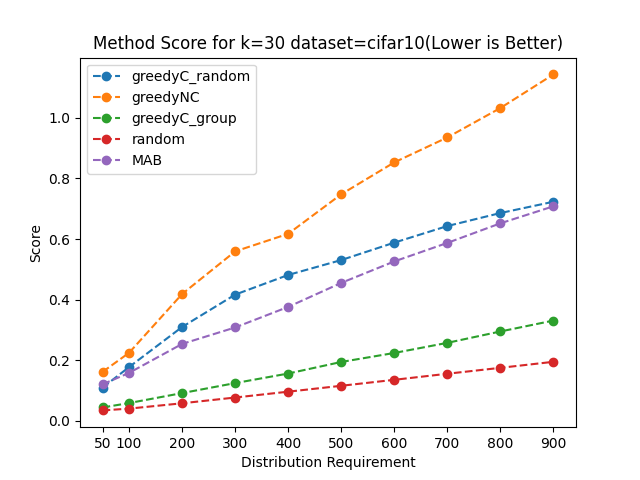 Method Score for k=30 dataset=cifar10(Lower is Better)
greedyC_random
greedyNC
greedyC_group
random
MAB
Score
1.0
0.8
0.6
0.4
0.2
0.0
50 100 200 300 400 500 600 700 800 900
Distribution Requirement